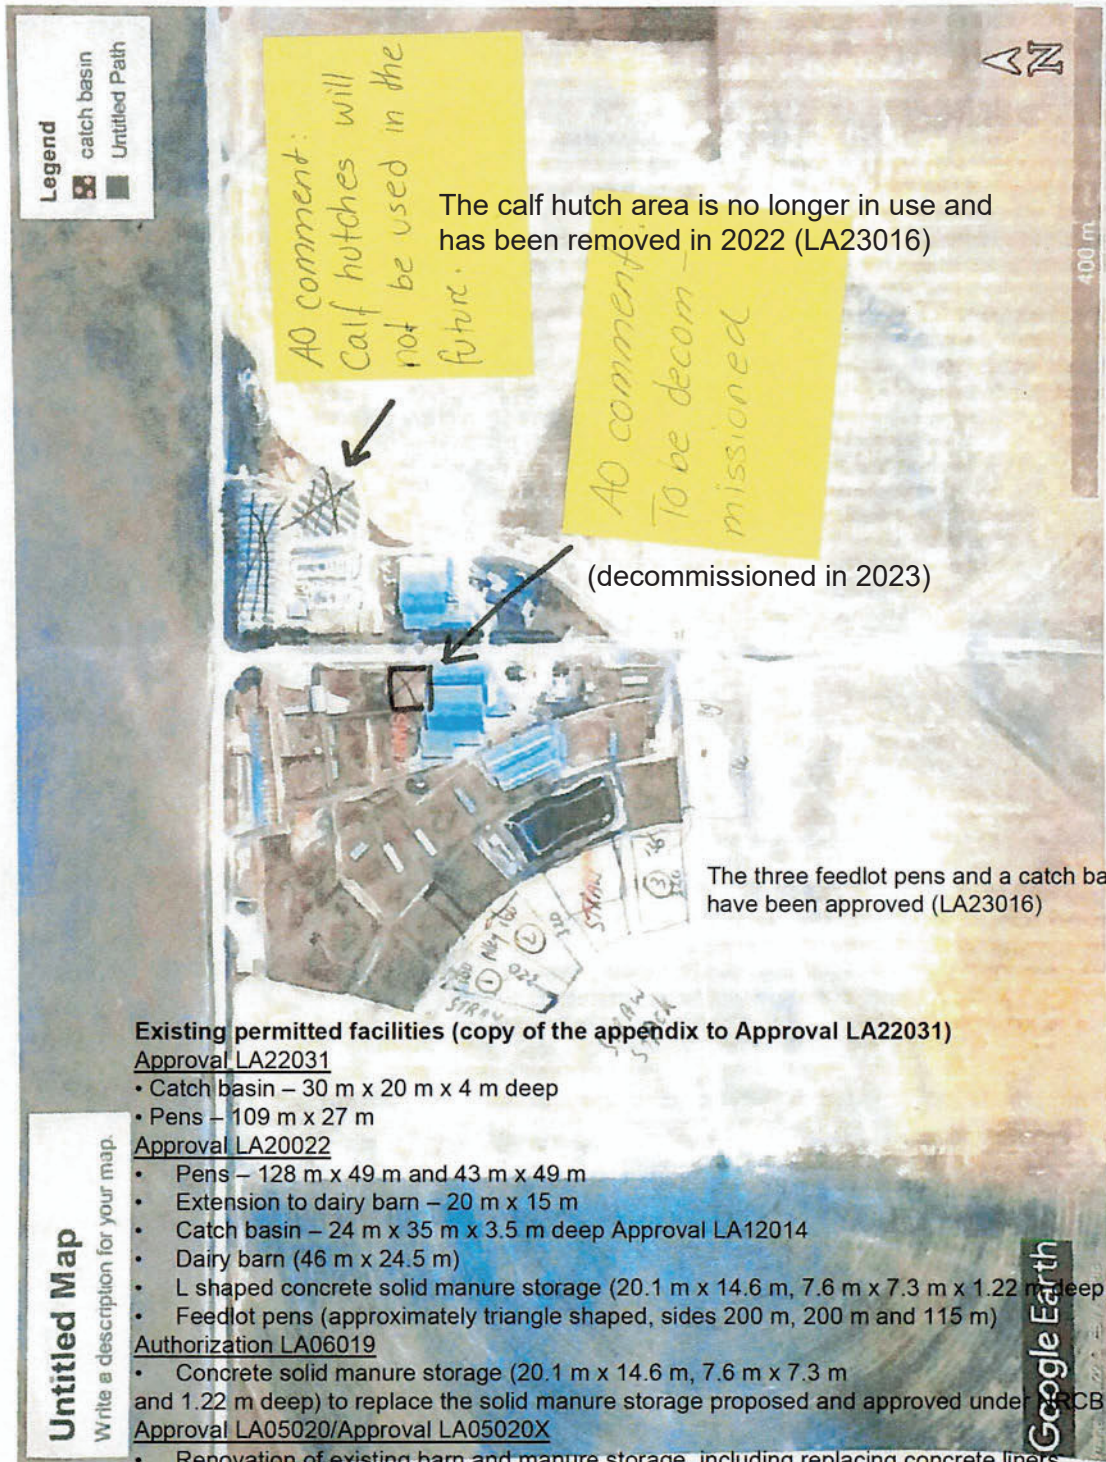 Legend
catch basin
Untitled Path
AO comment:
Calf hutches will
not be used in the
future.
N
The calf hutch area is no longer in use and
has been removed in 2022 (LA23016)
AO comment:
To be decom-
missioned
400 m
(decommissioned in 2023)
The three feedlot pens and a catch ba
have been approved (LA23016)
STRAW
3
1
Alley 160
2
STRAW
STRAW
STACK
Existing permitted facilities (copy of the appendix to Approval LA22031)
Approval LA22031
• Catch basin – 30 m x 20 m x 4 m deep
• Pens – 109 m x 27 m
Approval LA20022
• Pens – 128 m x 49 m and 43 m x 49 m
• Extension to dairy barn – 20 m x 15 m
• Catch basin – 24 m x 35 m x 3.5 m deep Approval LA12014
• Dairy barn (46 m x 24.5 m)
• L shaped concrete solid manure storage (20.1 m x 14.6 m, 7.6 m x 7.3 m x 1.22 m deep
• Feedlot pens (approximately triangle shaped, sides 200 m, 200 m and 115 m)
Authorization LA06019
• Concrete solid manure storage (20.1 m x 14.6 m, 7.6 m x 7.3 m
and 1.22 m deep) to replace the solid manure storage proposed and approved under NRCB
Approval LA05020/Approval LA05020X
• Renovation of existing barn and manure storage, including replacing concrete liners
Untitled Map
Write a description for your map.
Google Earth